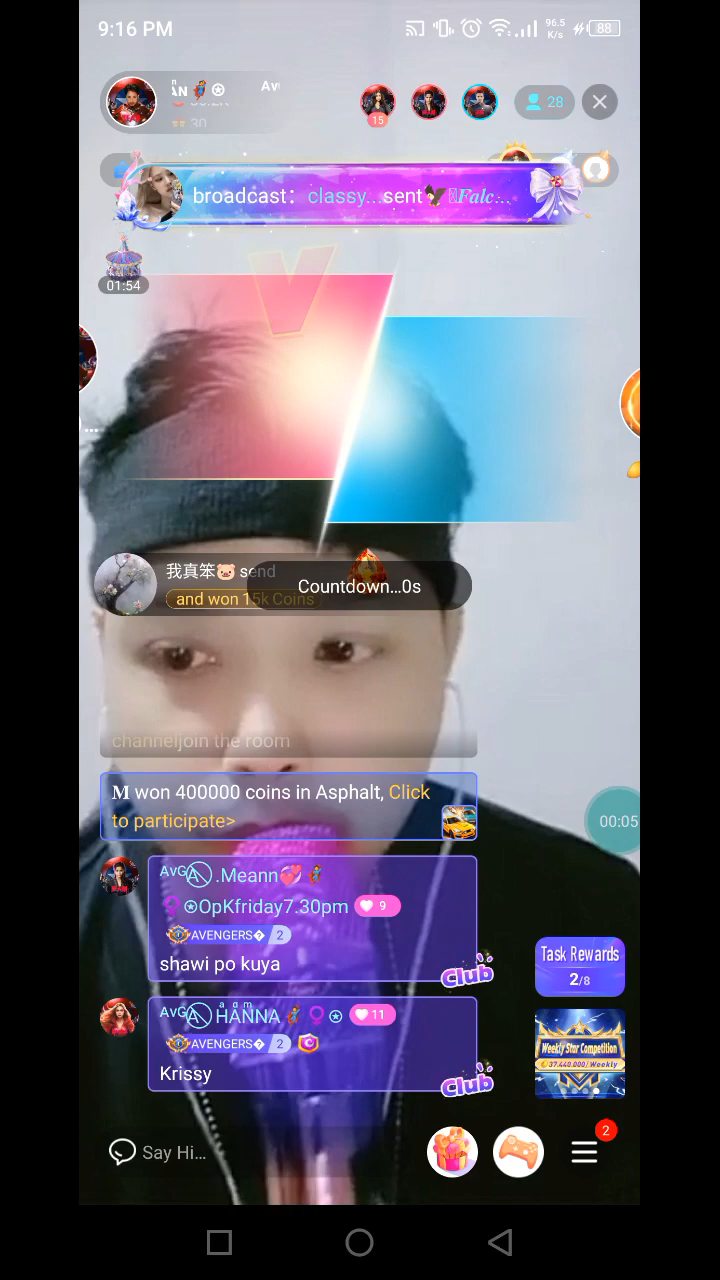 9:16 PM
96.5
K/s
88
28
15
30
broadcast: classy...sent🦅Falc...
01:54
V
我真笨🐷 send
and won 15k Coins
Countdown...0s
channeljoin the room
M won 400000 coins in Asphalt, Click
to participate>
00:05
.Meann💞
OpKfriday7.30pm
9
AVENGERS� 2
shawi po kuya
Club
Task Rewards
2/8
HANNA
11
AVENGERS� 2
Krissy
Club
Weekly Star Competition
37.440.000/Weekly
Say Hi...
2